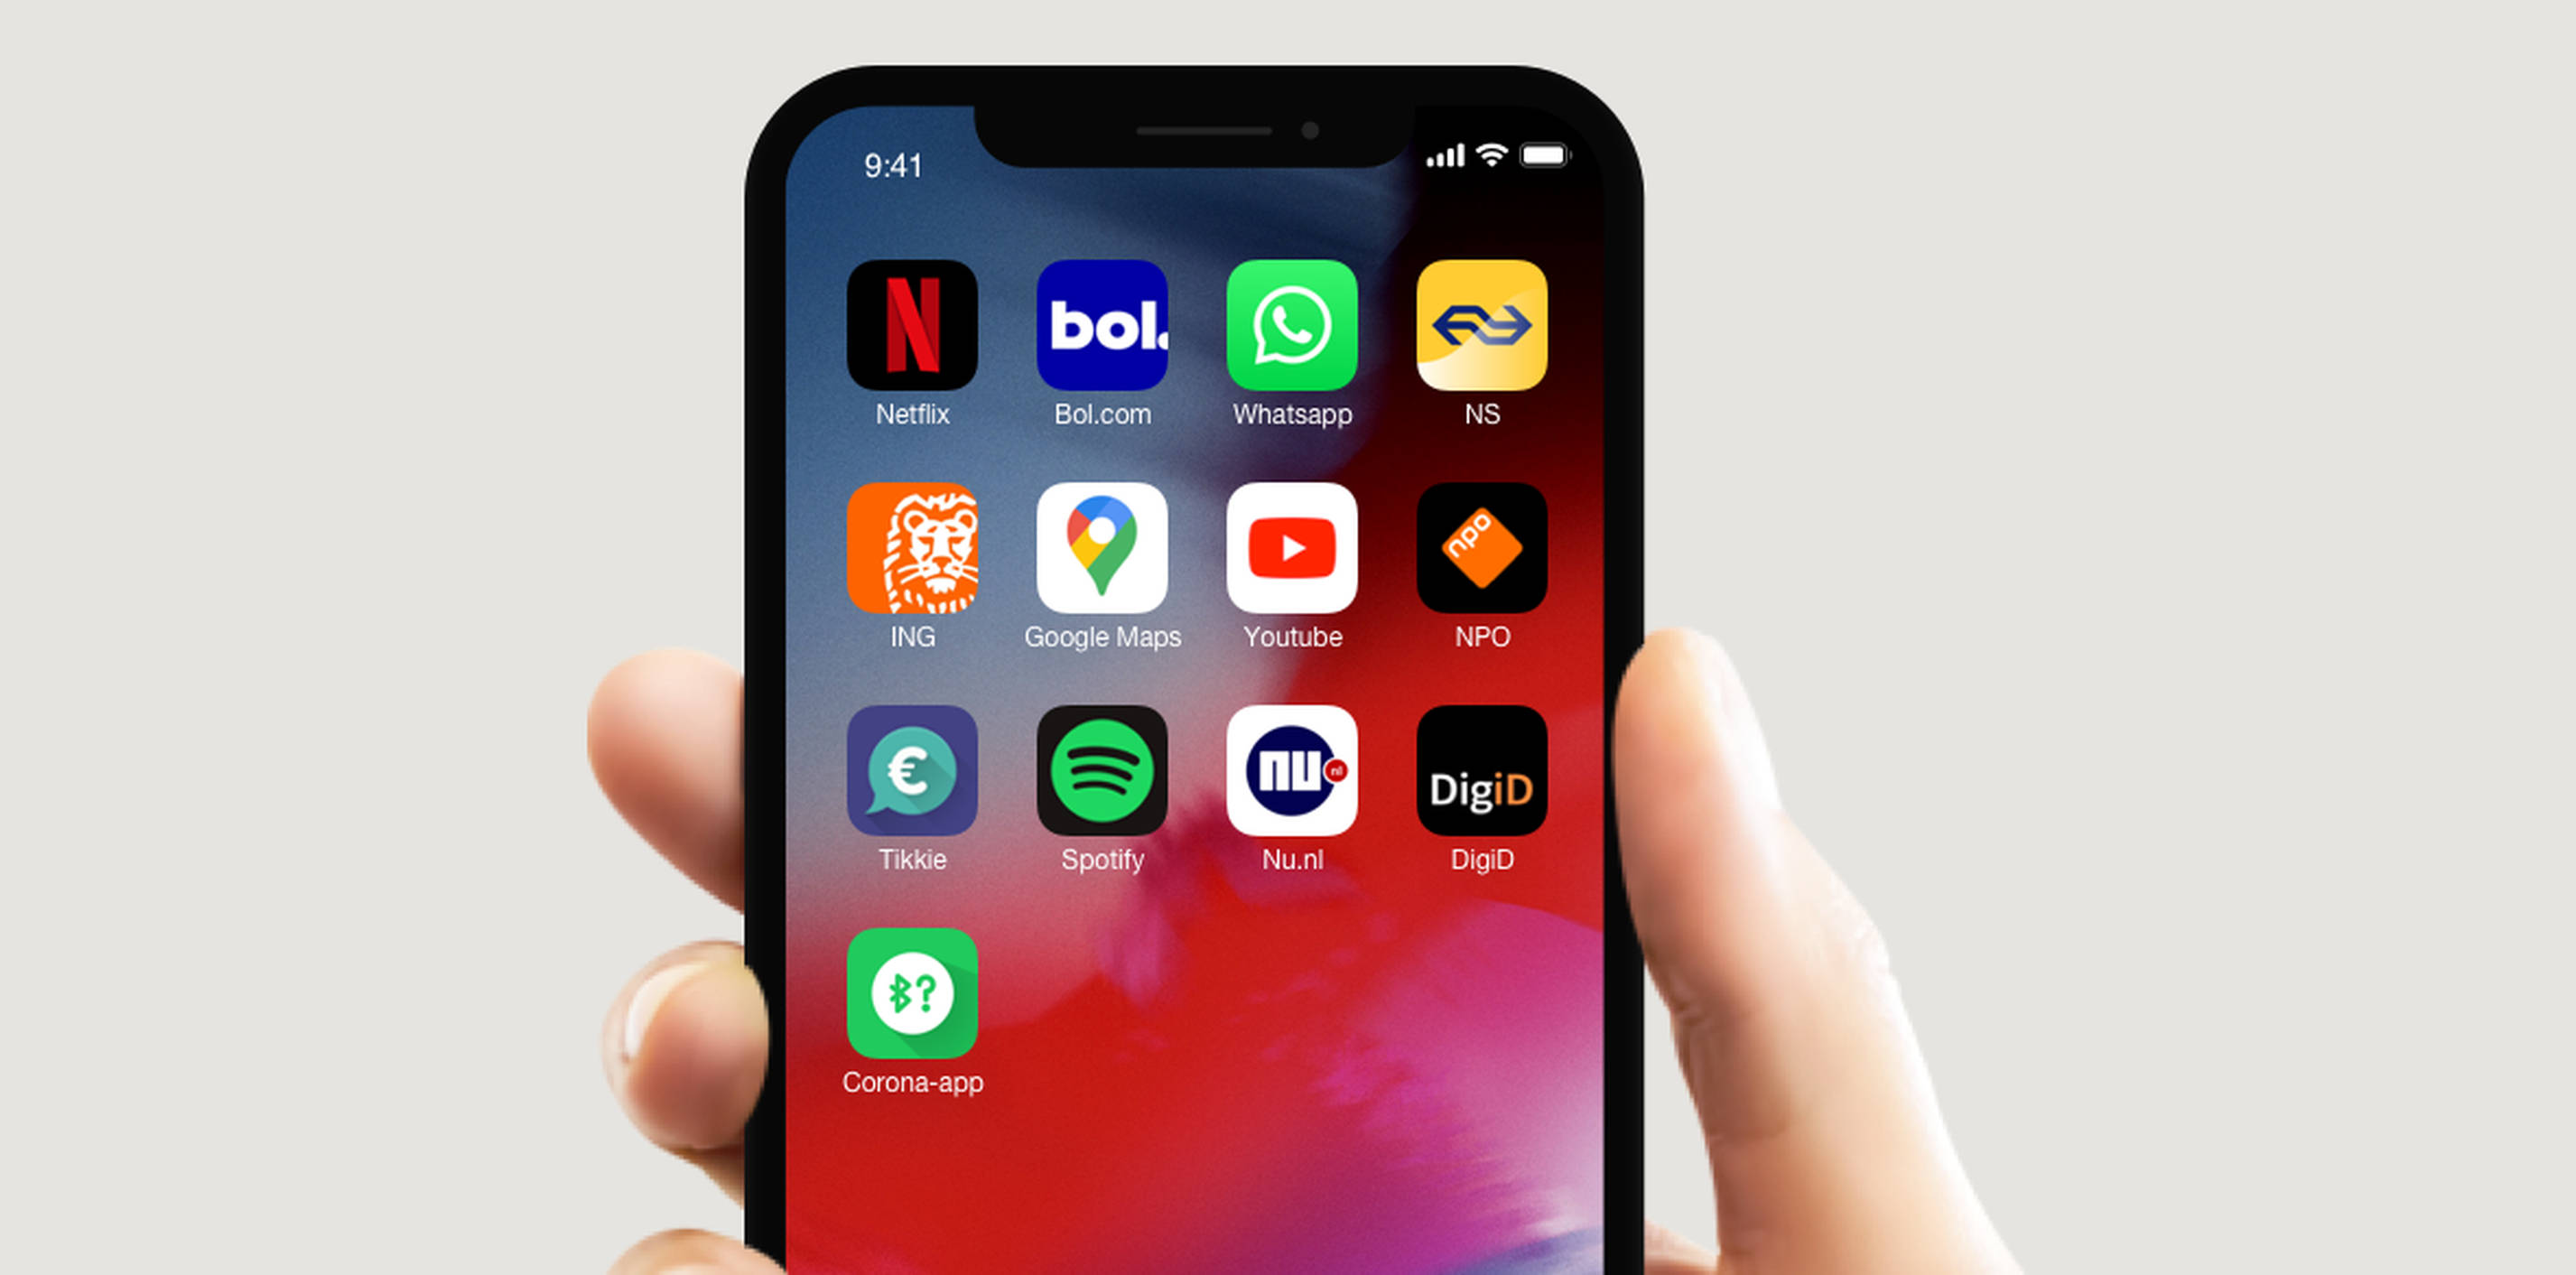 9:41
bol.
Netflix Bol.com Whatsapp NS
npo
ING Google Maps Youtube NPO
€ nu nl DigiD
Tikkie Spotify Nu.nl DigiD
?
Corona-app